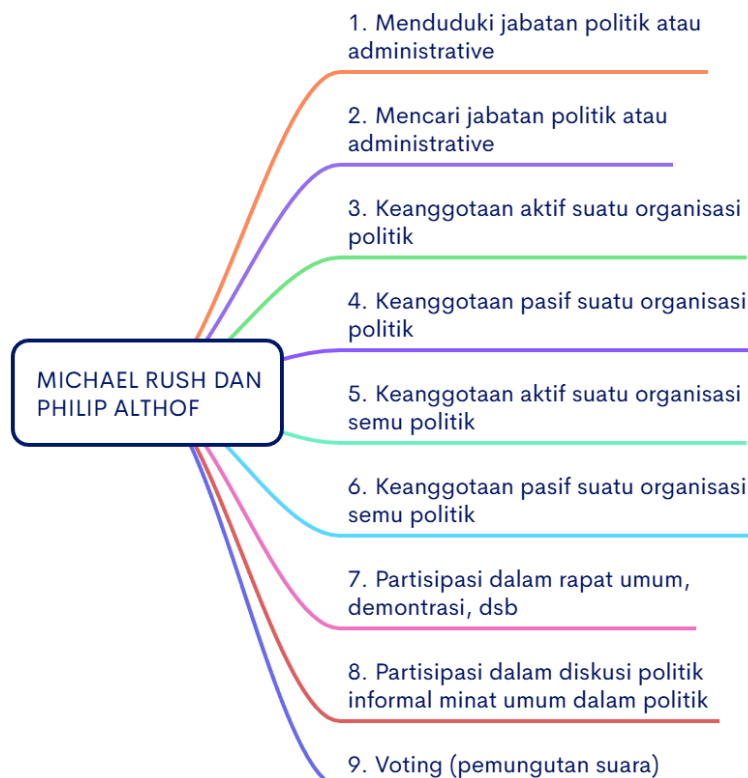 1. Menduduki jabatan politik atau
administrative
2. Mencari jabatan politik atau
administrative
3. Keanggotaan aktif suatu organisasi
politik
4. Keanggotaan pasif suatu organisasi
politik
MICHAEL RUSH DAN
PHILIP ALTHOF
5. Keanggotaan aktif suatu organisasi
semu politik
6. Keanggotaan pasif suatu organisasi
semu politik
7. Partisipasi dalam rapat umum,
demontrasi, dsb
8. Partisipasi dalam diskusi politik
informal minat umum dalam politik
9. Voting (pemungutan suara)